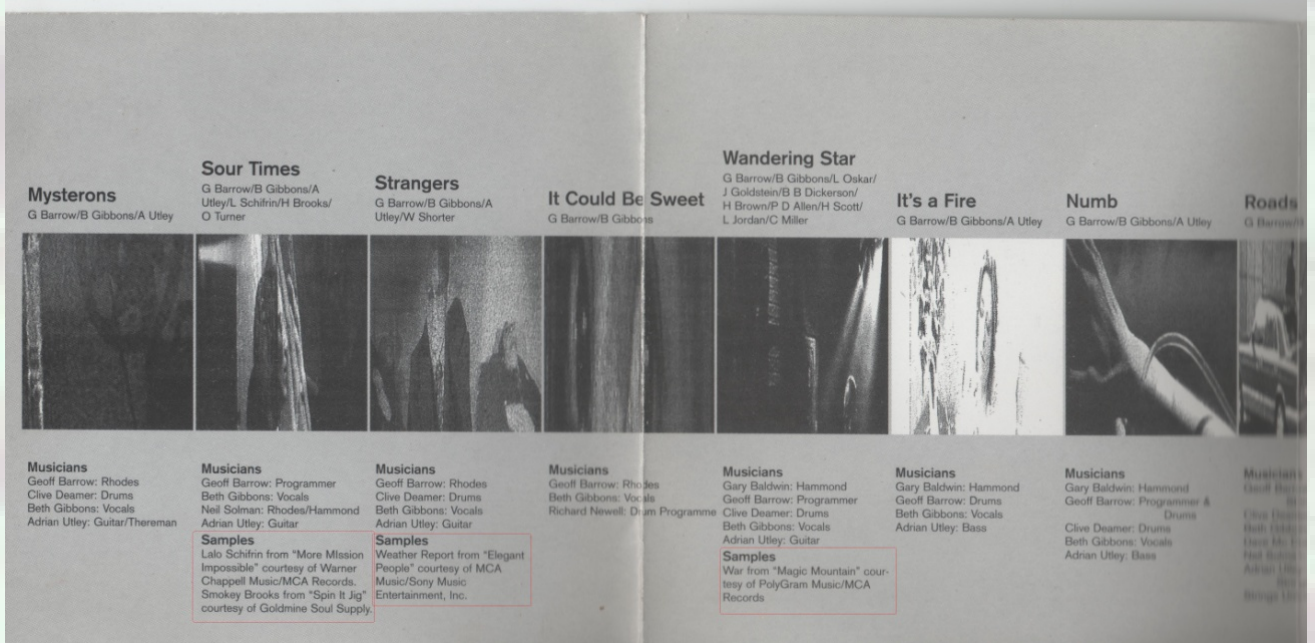 Mysterons
G Barrow/B Gibbons/A Utley
Musicians
Geoff Barrow: Rhodes
Clive Deamer: Drums
Beth Gibbons: Vocals
Adrian Utley: Guitar/Thereman
Sour Times
G Barrow/B Gibbons/A
Utley/L Schifrin/H Brooks/
O Turner
Musicians
Geoff Barrow: Programmer
Beth Gibbons: Vocals
Neil Solman: Rhodes/Hammond
Adrian Utley: Guitar
Samples
Lalo Schifrin from "More MIssion
Impossible" courtesy of Warner
Chappell Music/MCA Records.
Smokey Brooks from "Spin It Jig"
courtesy of Goldmine Soul Supply.
Strangers
G Barrow/B Gibbons/A
Utley/W Shorter
Musicians
Geoff Barrow: Rhodes
Clive Deamer: Drums
Beth Gibbons: Vocals
Adrian Utley: Guitar
Samples
Weather Report from "Elegant
People" courtesy of MCA
Music/Sony Music
Entertainment, Inc.
It Could Be Sweet
G Barrow/B Gibbons
Musicians
Geoff Barrow: Rhodes
Beth Gibbons: Vocals
Richard Newell: Drum Programme
Wandering Star
G Barrow/B Gibbons/L Oskar/
J Goldstein/B B Dickerson/
H Brown/P D Allen/H Scott/
L Jordan/C Miller
Musicians
Gary Baldwin: Hammond
Geoff Barrow: Programmer
Clive Deamer: Drums
Beth Gibbons: Vocals
Adrian Utley: Guitar
Samples
War from "Magic Mountain" cour-
tesy of PolyGram Music/MCA
Records
It's a Fire
G Barrow/B Gibbons/A Utley
Musicians
Gary Baldwin: Hammond
Geoff Barrow: Drums
Beth Gibbons: Vocals
Adrian Utley: Bass
Numb
G Barrow/B Gibbons/A Utley
Musicians
Gary Baldwin: Hammond
Geoff Barrow: Programmer &
Drums
Clive Deamer: Drums
Beth Gibbons: Vocals
Adrian Utley: Bass
Roads
Musicians